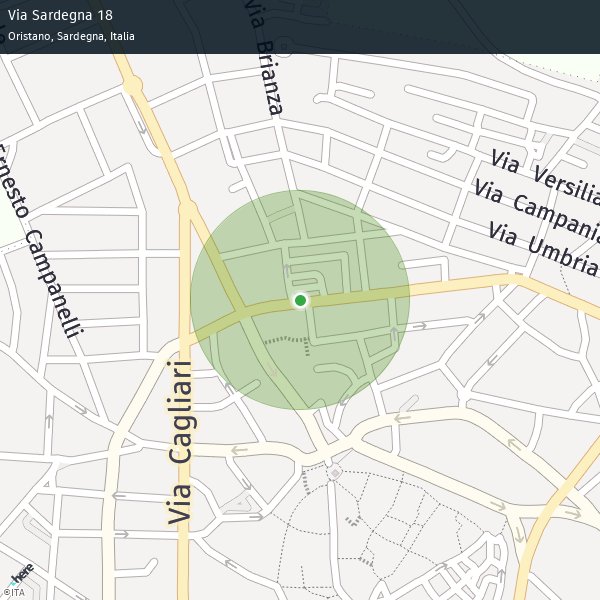 Via Sardegna 18
Oristano, Sardegna, Italia
Via Brianza
Via Versilia
Via Campania
Via Umbria
Ernesto Campanelli
Via Cagliari
here
©ITA